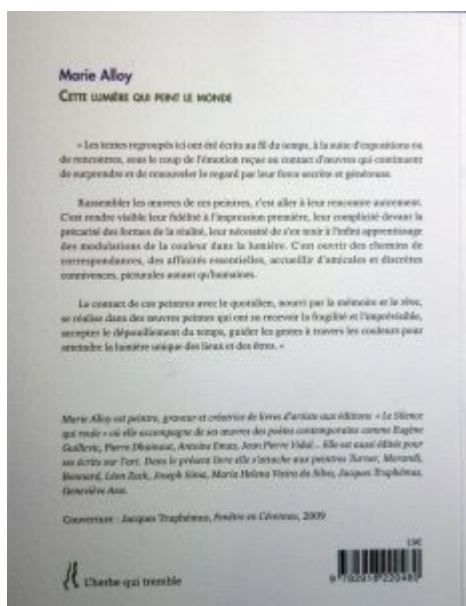 Marie Alloy
CETTE LUMIÈRE QUI PEINT LE MONDE
« Les textes regroupés ici ont été écrits au fil du temps, à la suite d'expositions ou
de rencontres, sous le coup de l'émotion reçue au contact d'œuvres qui continuent
de surprendre et de renouveler le regard par leur force secrète et généreuse.
Rassembler les œuvres de ces peintres, c'est aller à leur rencontre autrement.
C'est rendre visible leur fidélité à l'impression première, leur complicité devant la
précarité des formes de la réalité, leur nécessité de s'en tenir à l'infini apprentissage
des modulations de la couleur dans la lumière. C'est ouvrir des chemins de
correspondances, des affinités essentielles, accueillir d'amicales et discrètes
connivences, picturales autant qu'humaines.
Le contact de ces peintres avec le quotidien, nourri par la mémoire et le rêve,
se réalise dans des œuvres peintes qui ont su recevoir la fragilité et l'imprévisible,
accepter le dépouillement du temps, guider les gestes à travers les couleurs pour
atteindre la lumière unique des lieux et des êtres. »
Marie Alloy est peintre, graveur et créatrice de livres d'artiste aux éditions « Le Silence
qui roule » où elle accompagne de ses œuvres des poètes contemporains comme Eugène
Guillevic, Pierre Dhainaut, Antoine Emaz, Jean Pierre Vidal... Elle est aussi éditée pour
ses écrits sur l'art. Dans le présent livre elle s'attache aux peintres Turner, Morandi,
Bonnard, Léon Zack, Joseph Sima, Maria Helena Vieira da Silva, Jacques Truphémus,
Geneviève Asse.
Couverture : Jacques Truphémus, Fenêtre en Cévennes, 2009
L'herbe qui tremble
9 782918 220480